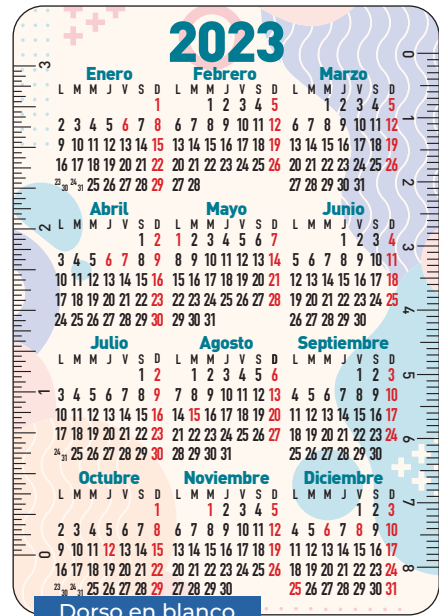 2023
Enero Febrero Marzo
L M M J V S D L M M J V S D L M M J V S D
1 1 2 3 4 5 1 2 3 4 5
2 3 4 5 6 7 8 6 7 8 9 10 11 12 6 7 8 9 10 11 12
9 10 11 12 13 14 15 13 14 15 16 17 18 19 13 14 15 16 17 18 19
16 17 18 19 20 21 22 20 21 22 23 24 25 26 20 21 22 23 24 25 26
23 30 24 31 25 26 27 28 29 27 28 27 28 29 30 31
Abril Mayo Junio
L M M J V S D L M M J V S D L M M J V S D
1 2 1 2 3 4 5 6 7 1 2 3 4
3 4 5 6 7 8 9 8 9 10 11 12 13 14 5 6 7 8 9 10 11
10 11 12 13 14 15 16 15 16 17 18 19 20 21 12 13 14 15 16 17 18
17 18 19 20 21 22 23 22 23 24 25 26 27 28 19 20 21 22 23 24 25
24 25 26 27 28 29 30 29 30 31 26 27 28 29 30
Julio Agosto Septiembre
L M M J V S D L M M J V S D L M M J V S D
1 2 1 2 3 4 5 6 1 2 3
3 4 5 6 7 8 9 7 8 9 10 11 12 13 4 5 6 7 8 9 10
10 11 12 13 14 15 16 14 15 16 17 18 19 20 11 12 13 14 15 16 17
17 18 19 20 21 22 23 21 22 23 24 25 26 27 18 19 20 21 22 23 24
24 31 25 26 27 28 29 30 28 29 30 31 25 26 27 28 29 30
Octubre Noviembre Diciembre
L M M J V S D L M M J V S D L M M J V S D
1 1 2 3 4 5 1 2 3
2 3 4 5 6 7 8 6 7 8 9 10 11 12 4 5 6 7 8 9 10
9 10 11 12 13 14 15 13 14 15 16 17 18 19 11 12 13 14 15 16 17
16 17 18 19 20 21 22 20 21 22 23 24 25 26 18 19 20 21 22 23 24
23 30 24 31 25 26 27 28 29 27 28 29 30 25 26 27 28 29 30 31
3
2
1
0
0
1
2
3
4
5
6
7
8
Dorso en blanco